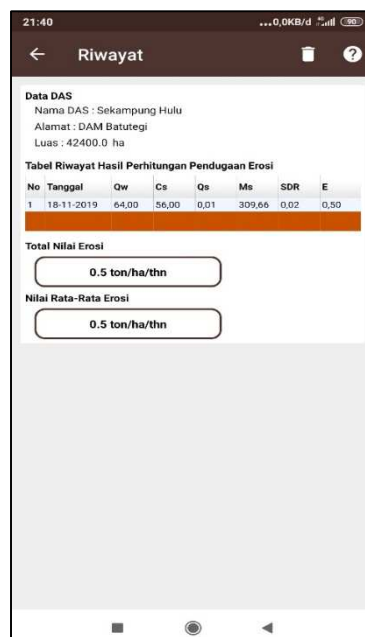 21:40
...0,0KB/d 4G 90
Riwayat
Data DAS
Nama DAS : Sekampung Hulu
Alamat : DAM Batutegi
Luas : 42400.0 ha
Tabel Riwayat Hasil Perhitungan Pendugaan Erosi
No Tanggal Qw Cs Qs Ms SDR E
1 18-11-2019 64,00 56,00 0,01 309,66 0,02 0,50
Total Nilai Erosi
0.5 ton/ha/thn
Nilai Rata-Rata Erosi
0.5 ton/ha/thn